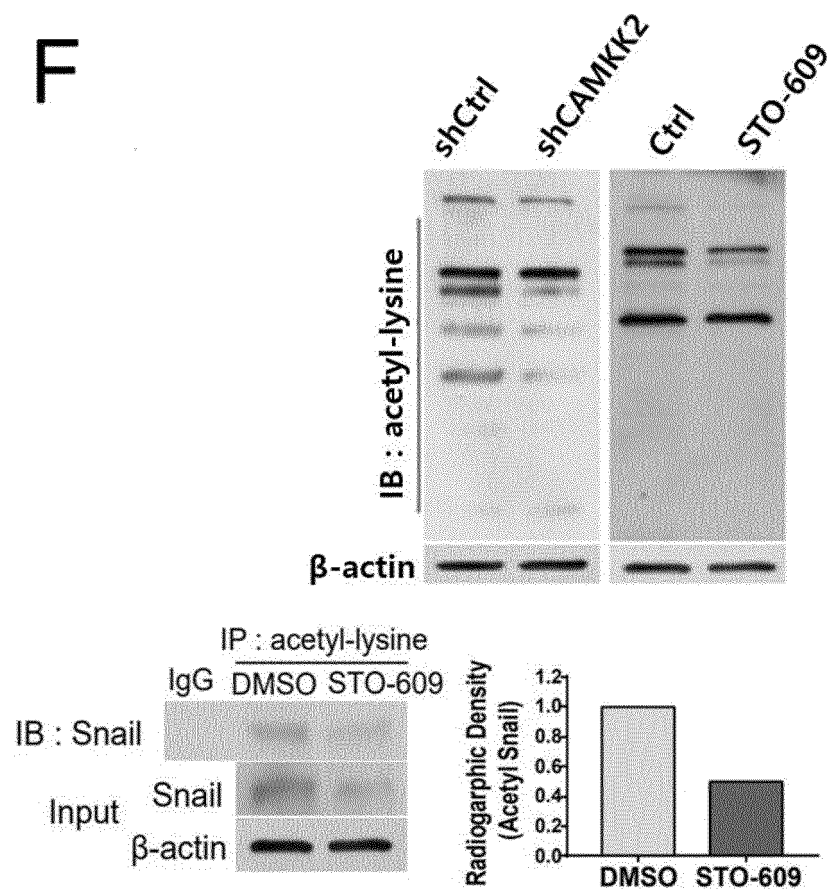 F
shCtrl
shCAMKK2
Ctrl
STO-609
IB : acetyl-lysine
β-actin
IP : acetyl-lysine
IgG DMSO STO-609
IB : Snail
Input
Snail
β-actin
Radiogarphic Density
(Acetyl Snail)
1.2
1.0
0.8
0.6
0.4
0.2
0.0
DMSO STO-609